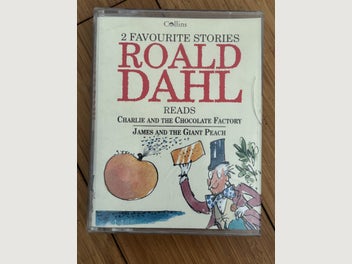 Collins
2 FAVOURITE STORIES
ROALD
DAHL
READS
CHARLIE AND THE CHOCOLATE FACTORY
JAMES AND THE GIANT PEACH